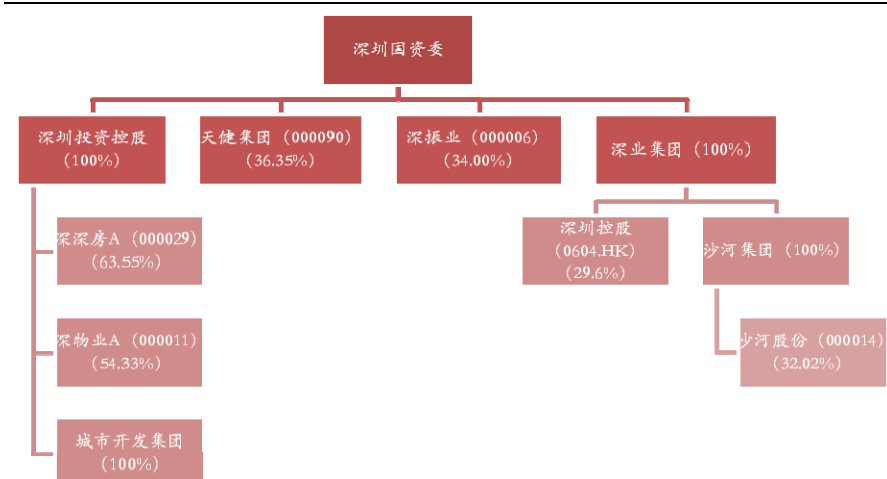 深圳国资委
深圳投资控股
(100%)
天健集团（000090）
(36.35%)
深振业（000006）
(34.00%)
深业集团（100%）
深深房A（000029）
(63.55%)
深圳控股
(0604.HK)
(29.6%)
沙河集团（100%）
深物业A（000011）
(54.33%)
沙河股份（000014）
(32.02%)
城市开发集团
(100%)